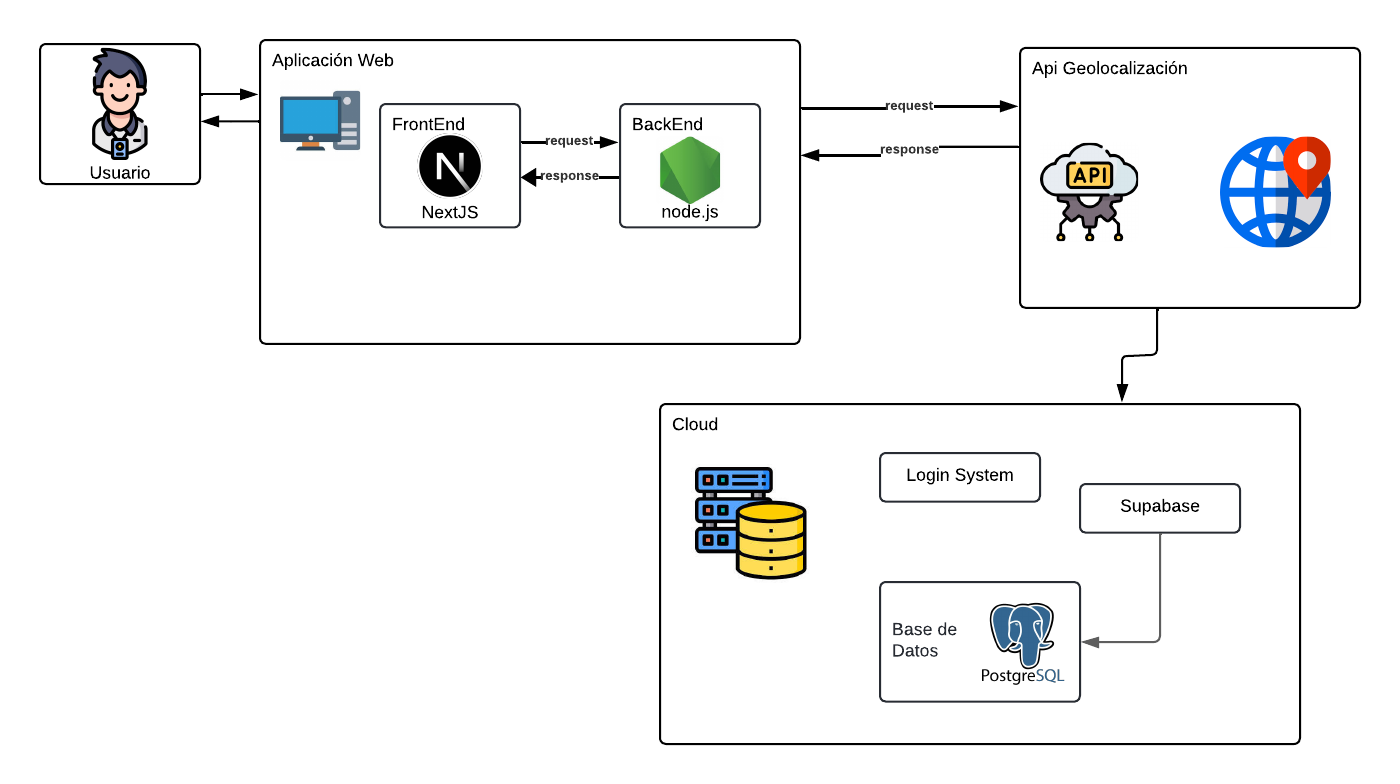 Usuario
Aplicación Web
FrontEnd
NextJS
request
response
BackEnd
node.js
request
response
Api Geolocalización
API
Cloud
Login System
Supabase
Base de
Datos
PostgreSQL